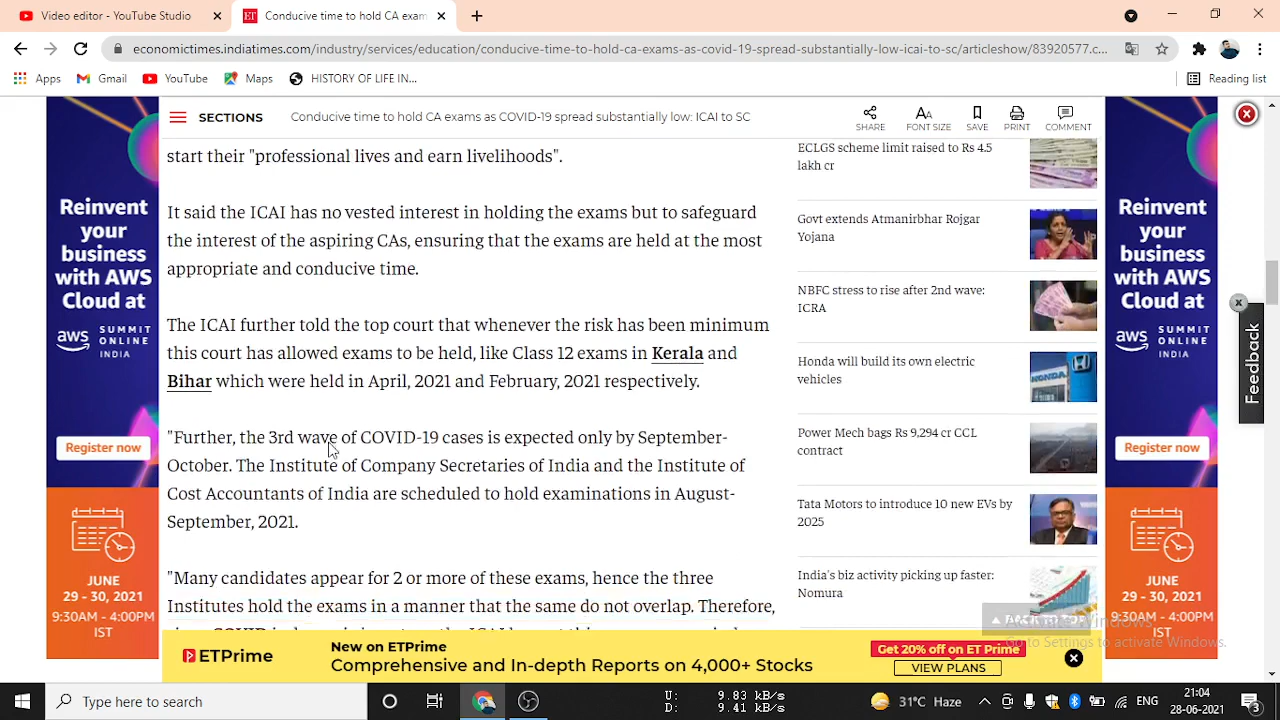 Video editor - YouTube Studio
Conducive time to hold CA exam
economictimes.indiatimes.com/industry/services/education/conducive-time-to-hold-ca-exams-as-covid-19-spread-substantially-low-icai-to-sc/articleshow/83920577.c...
Apps
Gmail
YouTube
Maps
HISTORY OF LIFE IN...
Reading list
SECTIONS
Conducive time to hold CA exams as COVID-19 spread substantially low: ICAI to SC
SHARE
FONT SIZE
SAVE
PRINT
COMMENT
start their "professional lives and earn livelihoods".
It said the ICAI has no vested interest in holding the exams but to safeguard
the interest of the aspiring CAs, ensuring that the exams are held at the most
appropriate and conducive time.
The ICAI further told the top court that whenever the risk has been minimum
this court has allowed exams to be held, like Class 12 exams in Kerala and
Bihar which were held in April, 2021 and February, 2021 respectively.
"Further, the 3rd wave of COVID-19 cases is expected only by September-
October. The Institute of Company Secretaries of India and the Institute of
Cost Accountants of India are scheduled to hold examinations in August-
September, 2021.
"Many candidates appear for 2 or more of these exams, hence the three
Institutes hold the exams in a manner that the same do not overlap. Therefore,
ECLGS scheme limit raised to Rs 4.5
lakh cr
Govt extends Atmanirbhar Rojgar
Yojana
NBFC stress to rise after 2nd wave:
ICRA
Honda will build its own electric
vehicles
HONDA
Power Mech bags Rs 9,294 cr CCL
contract
Tata Motors to introduce 10 new EVs by
2025
India's biz activity picking up faster:
Nomura
Reinvent
your
business
with AWS
Cloud at
aws
SUMMIT
ONLINE
INDIA
Register now
JUNE
29 - 30, 2021
9:30AM - 4:00PM
IST
Reinvent
your
business
with AWS
Cloud at
aws
SUMMIT
ONLINE
INDIA
Register now
JUNE
29 - 30, 2021
9:30AM - 4:00PM
IST
Feedback
Activate Windows
Go to Settings to activate Windows.
ETPrime
New on ETPrime
Comprehensive and In-depth Reports on 4,000+ Stocks
Get 20% off on ET Prime
VIEW PLANS
Type here to search
U: 9.83 kB/s
D: 9.41 kB/s
31°C Haze
ENG
21:04
28-06-2021
3